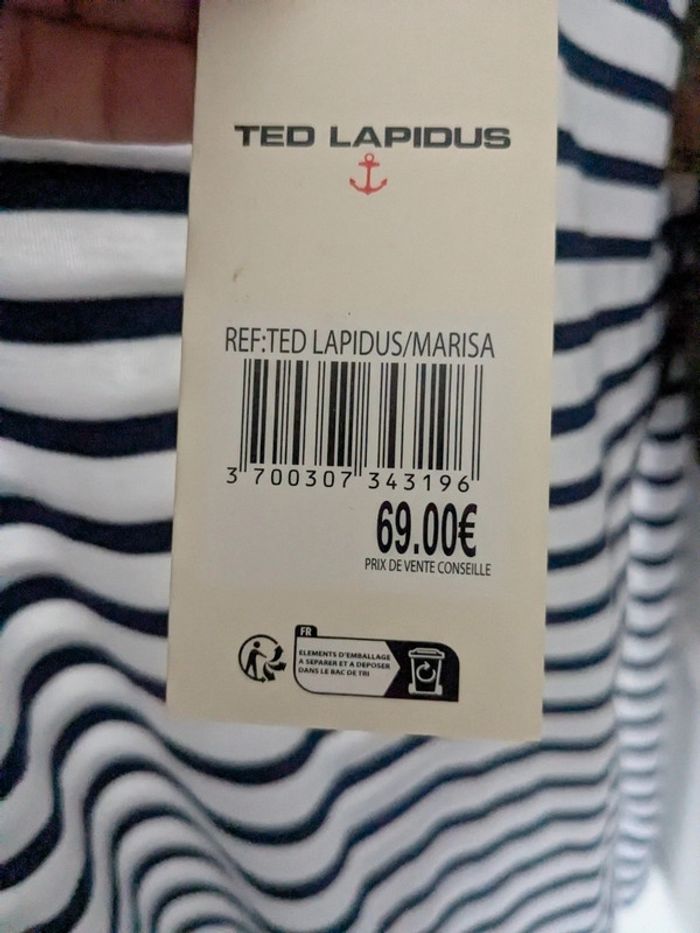 TED LAPIDUS
REF:TED LAPIDUS/MARISA
3 700307 343196
69.00€
PRIX DE VENTE CONSEILLE
FR
ELEMENTS D'EMBALLAGE
A SEPARER ET A DEPOSER
DANS LE BAC DE TRI